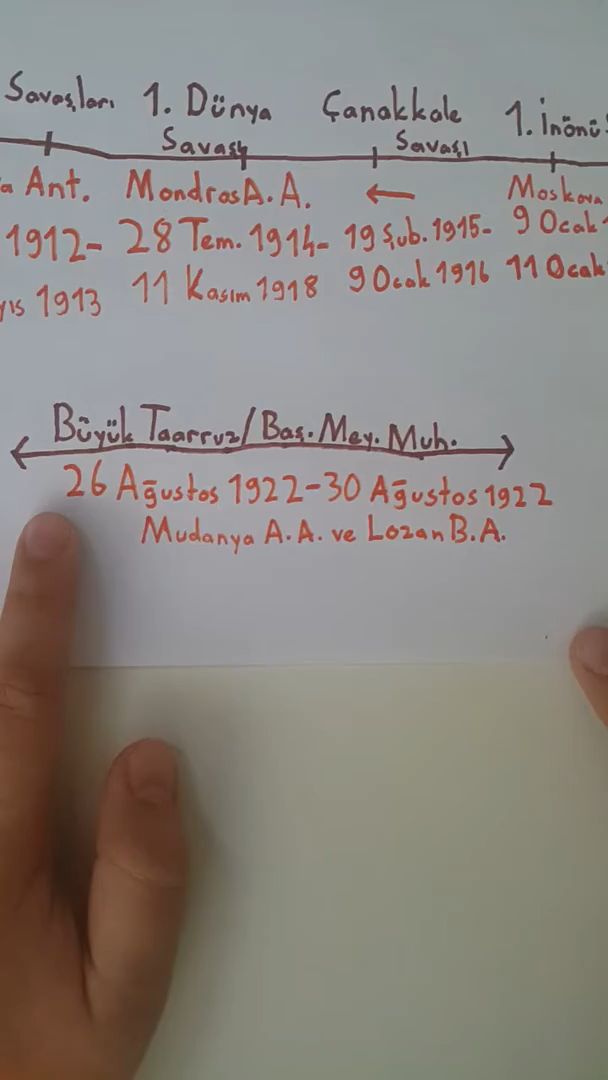 Savaşları 1. Dünya Savaşı Çanakkale Savaşı 1. İnönü
Ant. Mondros A.A. ← Moskova
1912- 28 Tem. 1914- 19 Şub. 1915- 9 Ocak
1913 11 Kasım 1918 9 Ocak 1916 11 Ocak
Büyük Taarruz/Baş.Mey.Muh.
26 Ağustos 1922-30 Ağustos 1922
Mudanya A.A. ve Lozan B.A.